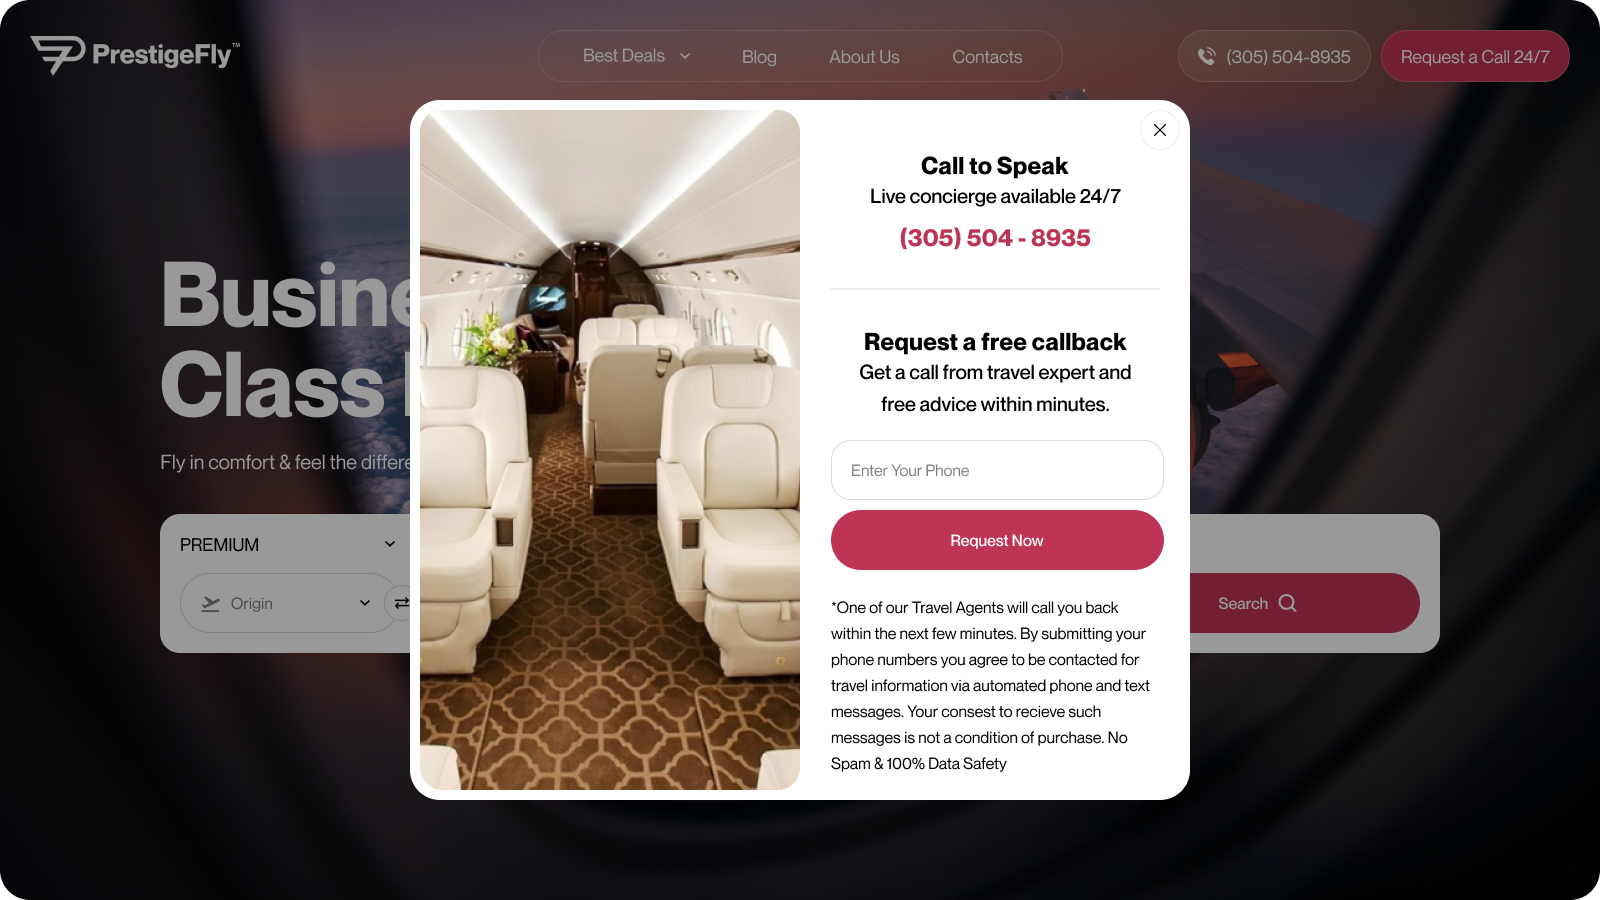 PrestigeFly™
Best Deals
Blog
About Us
Contacts
(305) 504-8935
Request a Call 24/7
Call to Speak
Live concierge available 24/7
(305) 504 - 8935
Request a free callback
Get a call from travel expert and
free advice within minutes.
Enter Your Phone
Request Now
*One of our Travel Agents will call you back
within the next few minutes. By submitting your
phone numbers you agree to be contacted for
travel information via automated phone and text
messages. Your consest to recieve such
messages is not a condition of purchase. No
Spam & 100% Data Safety
Class
Fly in comfort & feel the
PREMIUM
Origin
Search